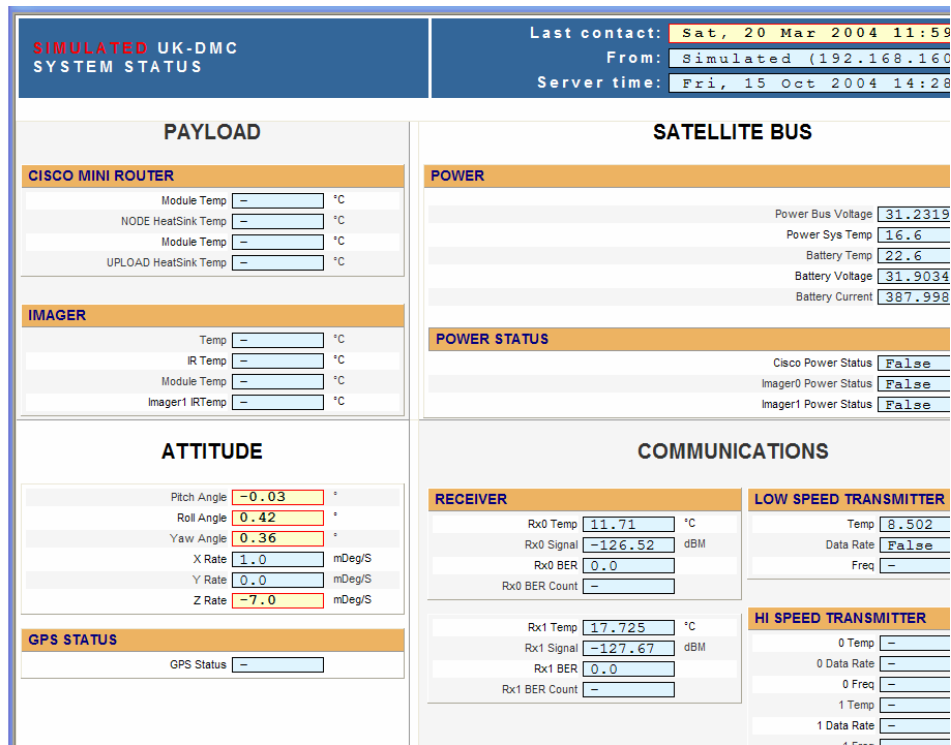 SIMULATED UK-DMC
SYSTEM STATUS
Last contact: Sat, 20 Mar 2004 11:59
From: Simulated (192.168.160
Server time: Fri, 15 Oct 2004 14:28
PAYLOAD
CISCO MINI ROUTER
Module Temp – °C
NODE HeatSink Temp – °C
Module Temp – °C
UPLOAD HeatSink Temp – °C
IMAGER
Temp – °C
IR Temp – °C
Module Temp – °C
Imager1 IRTemp – °C
SATELLITE BUS
POWER
Power Bus Voltage 31.2319
Power Sys Temp 16.6
Battery Temp 22.6
Battery Voltage 31.9034
Battery Current 387.998
POWER STATUS
Cisco Power Status False
Imager0 Power Status False
Imager1 Power Status False
ATTITUDE
Pitch Angle –0.03 °
Roll Angle 0.42 °
Yaw Angle 0.36 °
X Rate 1.0 mDeg/S
Y Rate 0.0 mDeg/S
Z Rate –7.0 mDeg/S
GPS STATUS
GPS Status –
COMMUNICATIONS
RECEIVER
Rx0 Temp 11.71 °C
Rx0 Signal –126.52 dBM
Rx0 BER 0.0
Rx0 BER Count –
Rx1 Temp 17.725 °C
Rx1 Signal –127.67 dBM
Rx1 BER 0.0
Rx1 BER Count –
LOW SPEED TRANSMITTER
Temp 8.502
Data Rate False
Freq –
HI SPEED TRANSMITTER
0 Temp –
0 Data Rate –
0 Freq –
1 Temp –
1 Data Rate –
1 Freq –